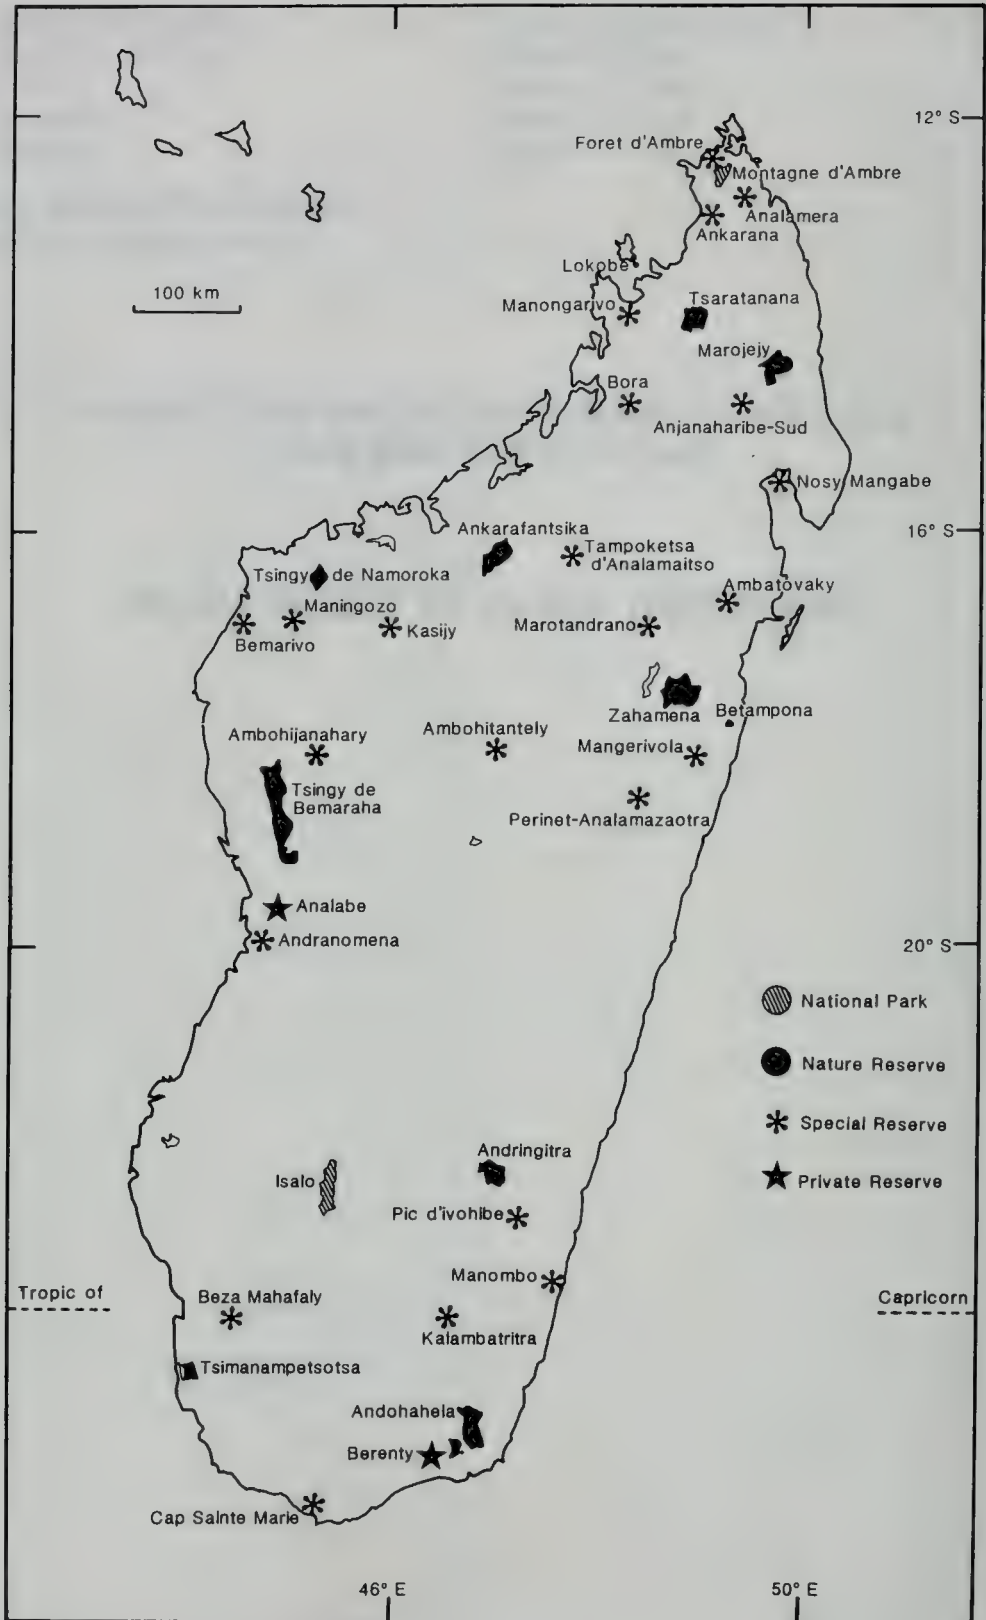 12° S
Foret d'Ambre
Montagne d'Ambre
Analamera
Ankarana
Lokobe
100 km
Manongarivo
Tsaratanana
Marojejy
Bora
Anjanaharibe-Sud
Nosy Mangabe
16° S
Ankarafantsika
Tampoketsa
d'Analamaitso
Tsingy de Namoroka
Ambatovaky
Maningozo
Marotandrano
Kasijy
Bemarivo
Zahamena
Betampona
Ambohijanahary
Ambohitantely
Mangerivola
Tsingy de
Bemaraha
Perinet-Analamazaotra
Analabe
Andranomena
20° S
National Park
Nature Reserve
Special Reserve
Private Reserve
Andringitra
Isalo
Pic d'ivohibe
Manombo
Tropic of
Capricorn
Beza Mahafaly
Kalambatritra
Tsimanampetsotsa
Andohahela
Berenty
Cap Sainte Marie
46° E
50° E